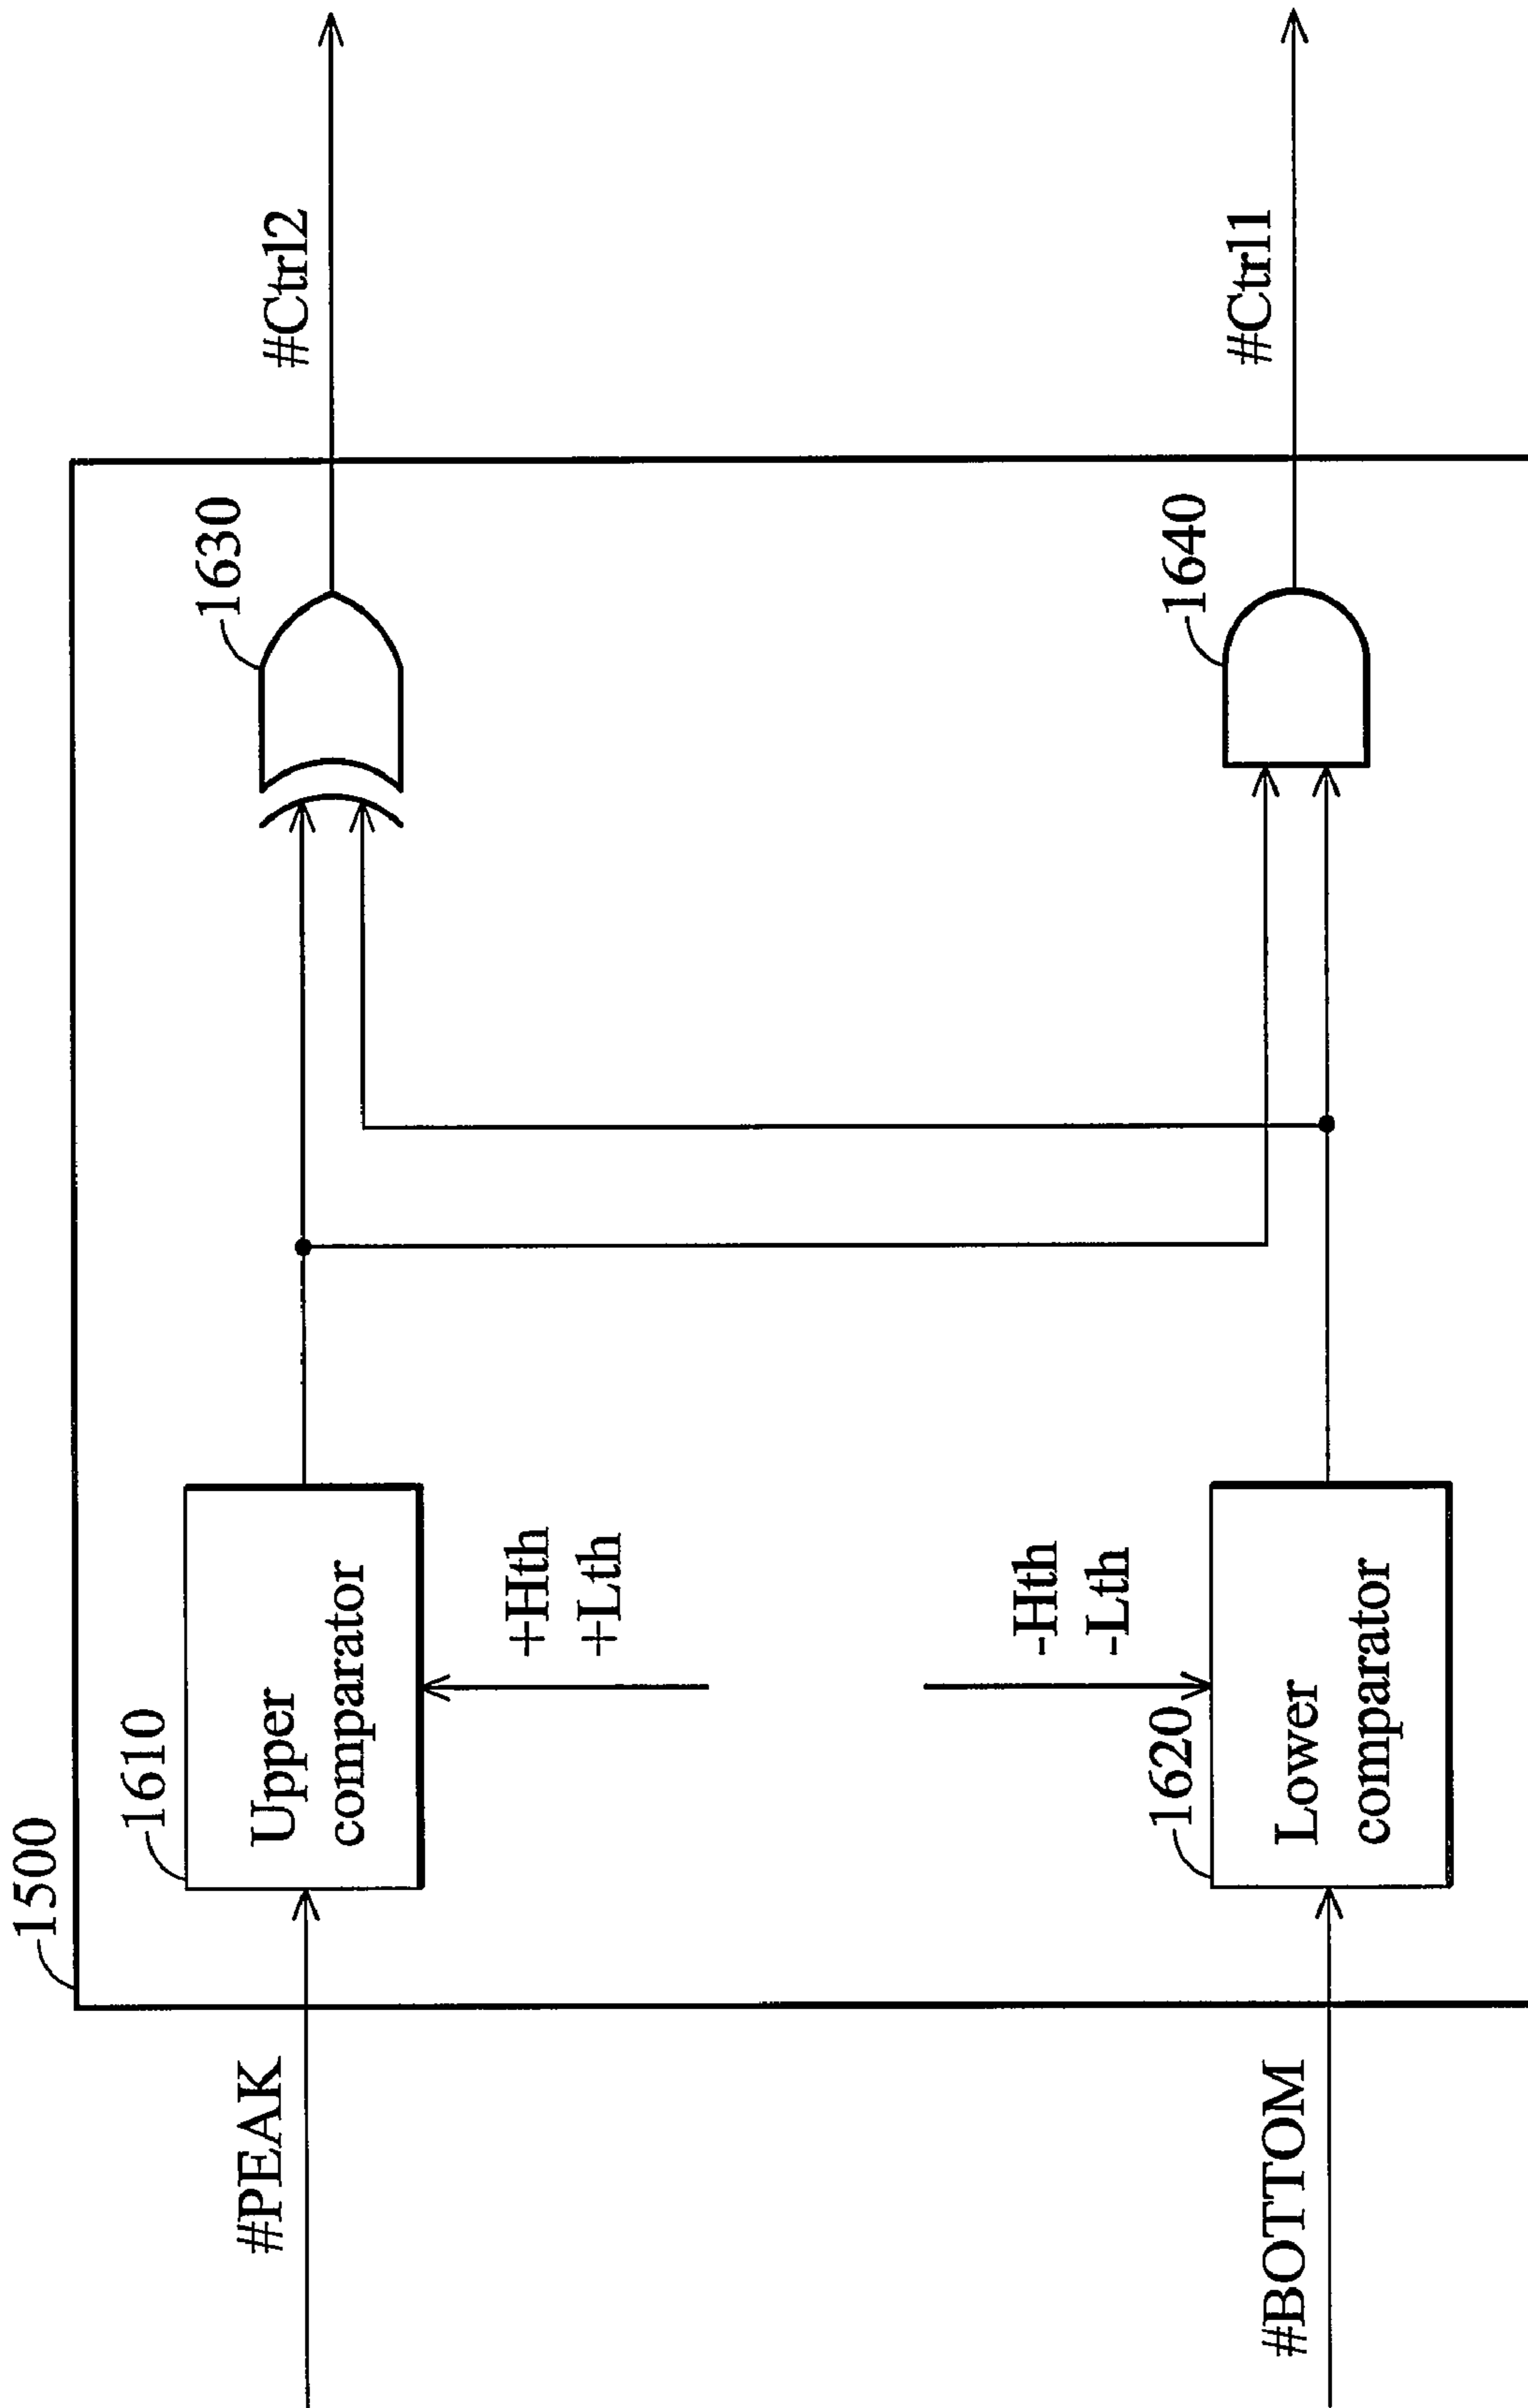 1500
#PEAK
1610
Upper
comparator
+Hth
+Lth
1630
#Ctrl2
#BOTTOM
1620
Lower
comparator
-Hth
-Lth
1640
#Ctrl1